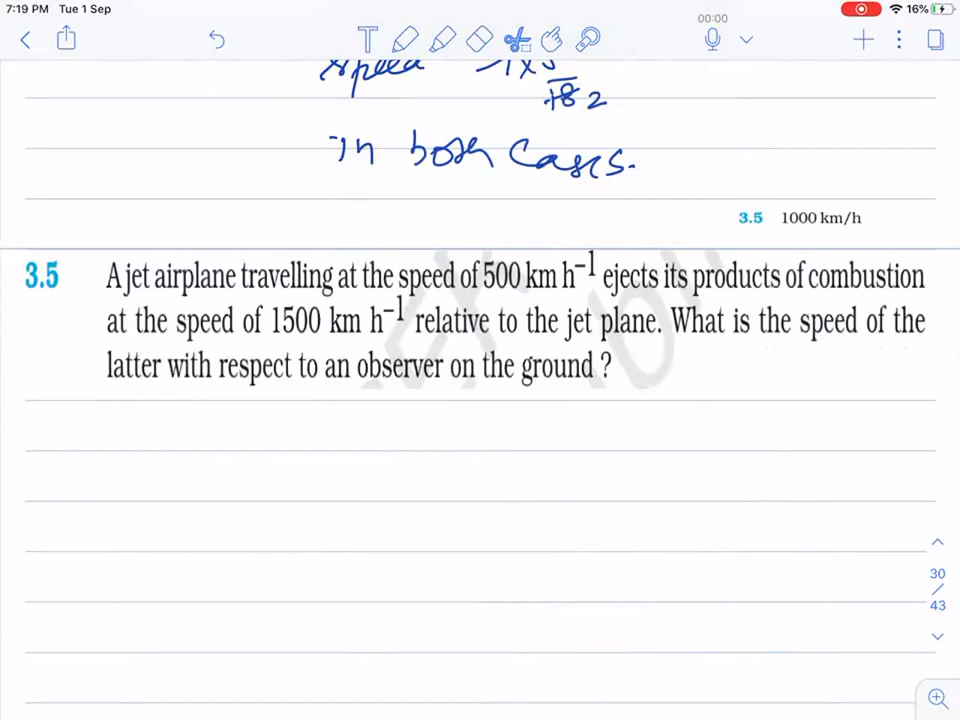 7:19 PM Tue 1 Sep
16%
00:00
T
speed
18 2
in both cases.
3.5 1000 km/h
3.5 A jet airplane travelling at the speed of 500 km h⁻¹ ejects its products of combustion
at the speed of 1500 km h⁻¹ relative to the jet plane. What is the speed of the
latter with respect to an observer on the ground ?
30
/
43